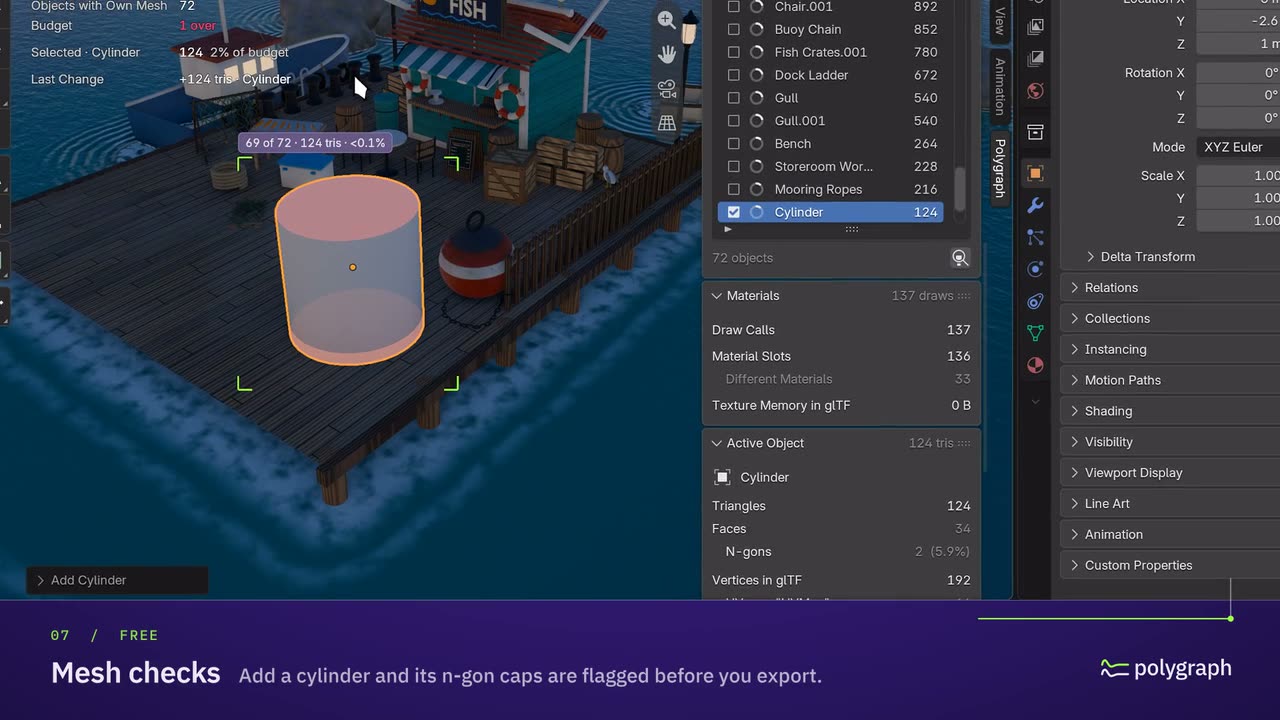 Objects with Own Mesh 72
Budget 1 over
Selected · Cylinder 124 2% of budget
Last Change +124 tris · Cylinder
FISH
69 of 72 · 124 tris · <0.1%
Add Cylinder
Chair.001 892
Buoy Chain 852
Fish Crates.001 780
Dock Ladder 672
Gull 540
Gull.001 540
Bench 264
Storeroom Wor... 228
Mooring Ropes 216
Cylinder 124
72 objects
Materials 137 draws
Draw Calls 137
Material Slots 136
Different Materials 33
Texture Memory in glTF 0 B
Active Object 124 tris
Cylinder
Triangles 124
Faces 34
N-gons 2 (5.9%)
Vertices in glTF 192
View
Animation
Polygraph
Y -2.6
Z 1 m
Rotation X 0°
Y 0°
Z 0°
Mode XYZ Euler
Scale X 1.00
Y 1.00
Z 1.00
Delta Transform
Relations
Collections
Instancing
Motion Paths
Shading
Visibility
Viewport Display
Line Art
Animation
Custom Properties
07 / FREE
Mesh checks Add a cylinder and its n-gon caps are flagged before you export.
polygraph